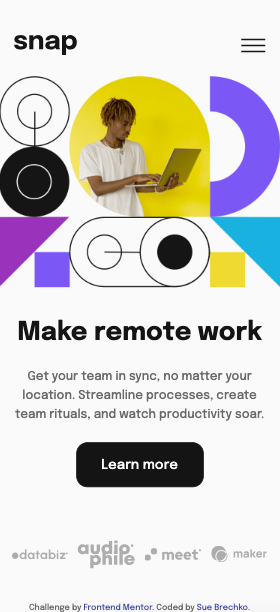 snap
Make remote work
Get your team in sync, no matter your
location. Streamline processes, create
team rituals, and watch productivity soar.
Learn more
databiz
audio
phile
meet
maker
Challenge by Frontend Mentor. Coded by Sue Brechko.